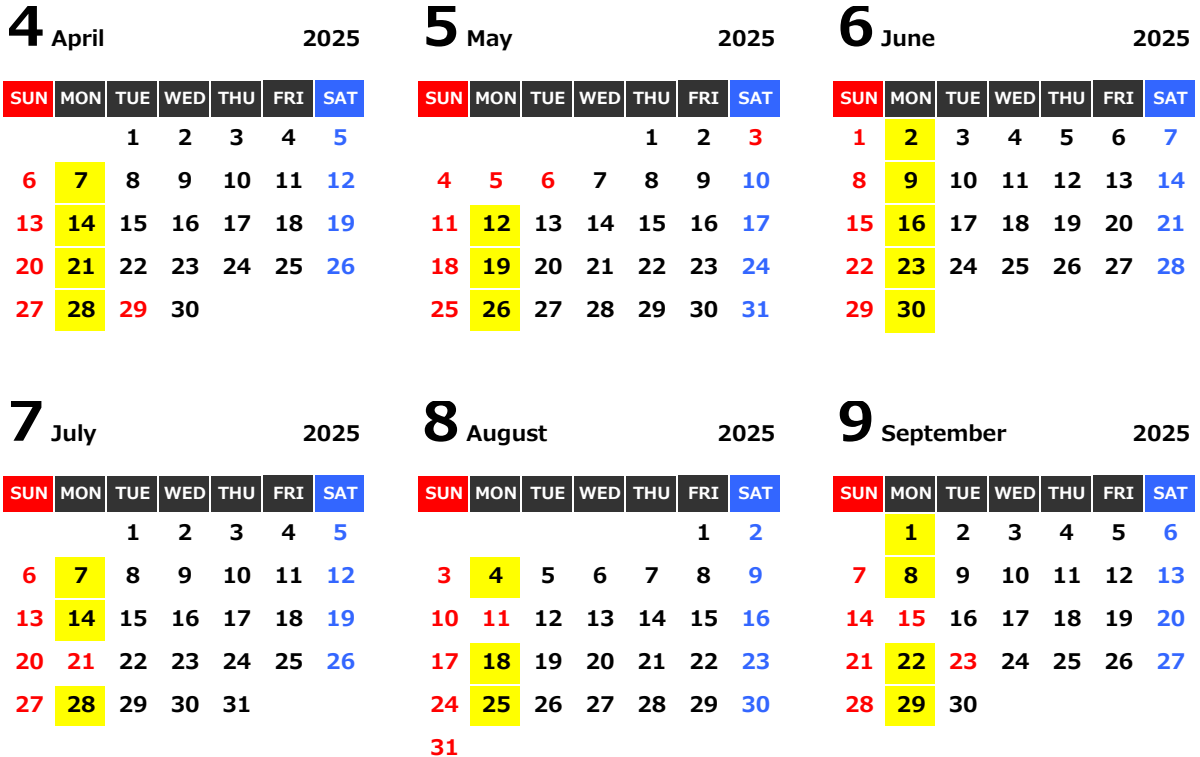 4 April 2025
SUN MON TUE WED THU FRI SAT
1 2 3 4 5
6 7 8 9 10 11 12
13 14 15 16 17 18 19
20 21 22 23 24 25 26
27 28 29 30
5 May 2025
SUN MON TUE WED THU FRI SAT
1 2 3
4 5 6 7 8 9 10
11 12 13 14 15 16 17
18 19 20 21 22 23 24
25 26 27 28 29 30 31
6 June 2025
SUN MON TUE WED THU FRI SAT
1 2 3 4 5 6 7
8 9 10 11 12 13 14
15 16 17 18 19 20 21
22 23 24 25 26 27 28
29 30
7 July 2025
SUN MON TUE WED THU FRI SAT
1 2 3 4 5
6 7 8 9 10 11 12
13 14 15 16 17 18 19
20 21 22 23 24 25 26
27 28 29 30 31
8 August 2025
SUN MON TUE WED THU FRI SAT
1 2
3 4 5 6 7 8 9
10 11 12 13 14 15 16
17 18 19 20 21 22 23
24 25 26 27 28 29 30
31
9 September 2025
SUN MON TUE WED THU FRI SAT
1 2 3 4 5 6
7 8 9 10 11 12 13
14 15 16 17 18 19 20
21 22 23 24 25 26 27
28 29 30